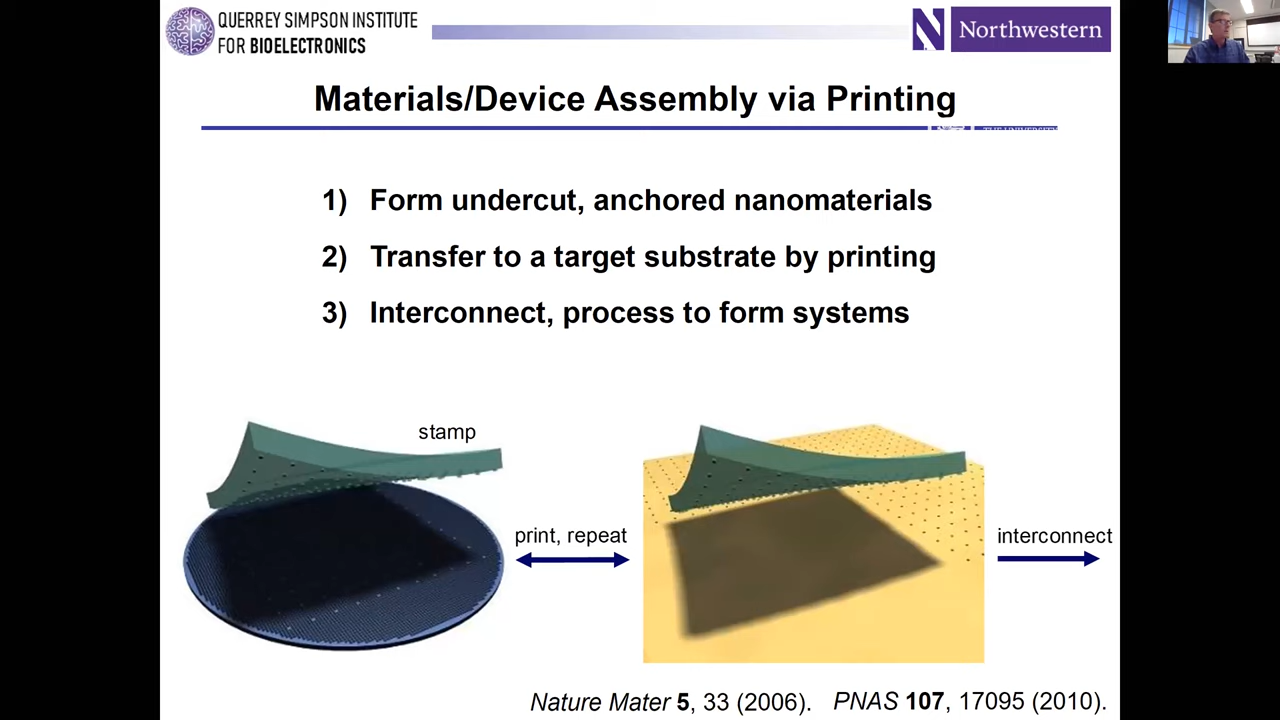 QUERREY SIMPSON INSTITUTE
FOR BIOELECTRONICS
N Northwestern
Materials/Device Assembly via Printing
THE UNIVERSITY
1) Form undercut, anchored nanomaterials
2) Transfer to a target substrate by printing
3) Interconnect, process to form systems
stamp
print, repeat
interconnect
Nature Mater 5, 33 (2006). PNAS 107, 17095 (2010).